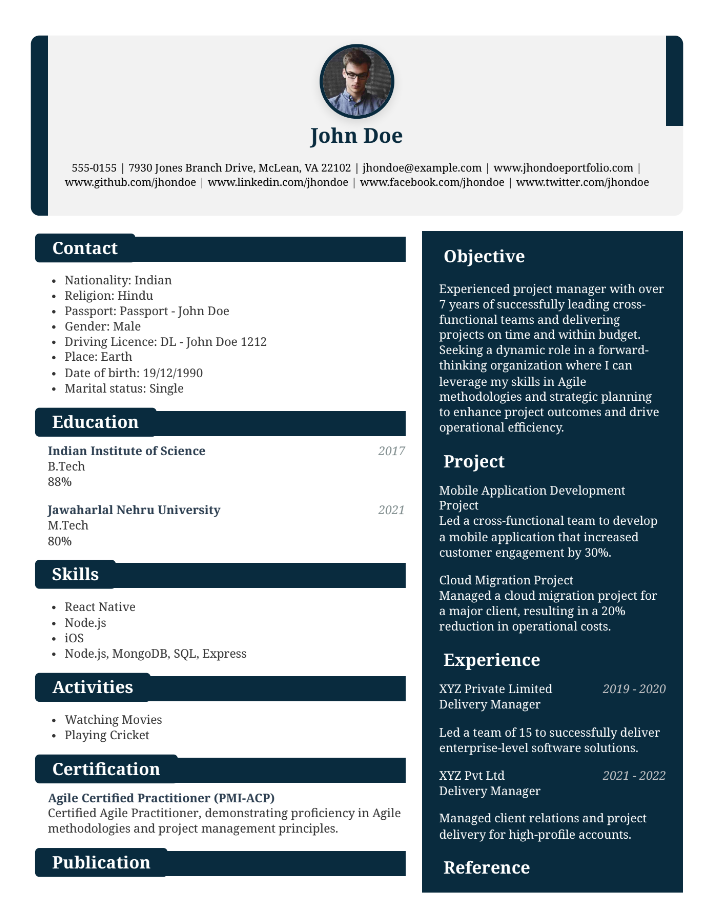 John Doe
555-0155 | 7930 Jones Branch Drive, McLean, VA 22102 | jhondoe@example.com | www.jhondoeportfolio.com |
www.github.com/jhondoe | www.linkedin.com/jhondoe | www.facebook.com/jhondoe | www.twitter.com/jhondoe
Contact
• Nationality: Indian
• Religion: Hindu
• Passport: Passport - John Doe
• Gender: Male
• Driving Licence: DL - John Doe 1212
• Place: Earth
• Date of birth: 19/12/1990
• Marital status: Single
Education
Indian Institute of Science 2017
B.Tech
88%
Jawaharlal Nehru University 2021
M.Tech
80%
Skills
• React Native
• Node.js
• iOS
• Node.js, MongoDB, SQL, Express
Activities
• Watching Movies
• Playing Cricket
Certification
Agile Certified Practitioner (PMI-ACP)
Certified Agile Practitioner, demonstrating proficiency in Agile
methodologies and project management principles.
Publication
Objective
Experienced project manager with over
7 years of successfully leading cross-
functional teams and delivering
projects on time and within budget.
Seeking a dynamic role in a forward-
thinking organization where I can
leverage my skills in Agile
methodologies and strategic planning
to enhance project outcomes and drive
operational efficiency.
Project
Mobile Application Development
Project
Led a cross-functional team to develop
a mobile application that increased
customer engagement by 30%.
Cloud Migration Project
Managed a cloud migration project for
a major client, resulting in a 20%
reduction in operational costs.
Experience
XYZ Private Limited 2019 - 2020
Delivery Manager
Led a team of 15 to successfully deliver
enterprise-level software solutions.
XYZ Pvt Ltd 2021 - 2022
Delivery Manager
Managed client relations and project
delivery for high-profile accounts.
Reference